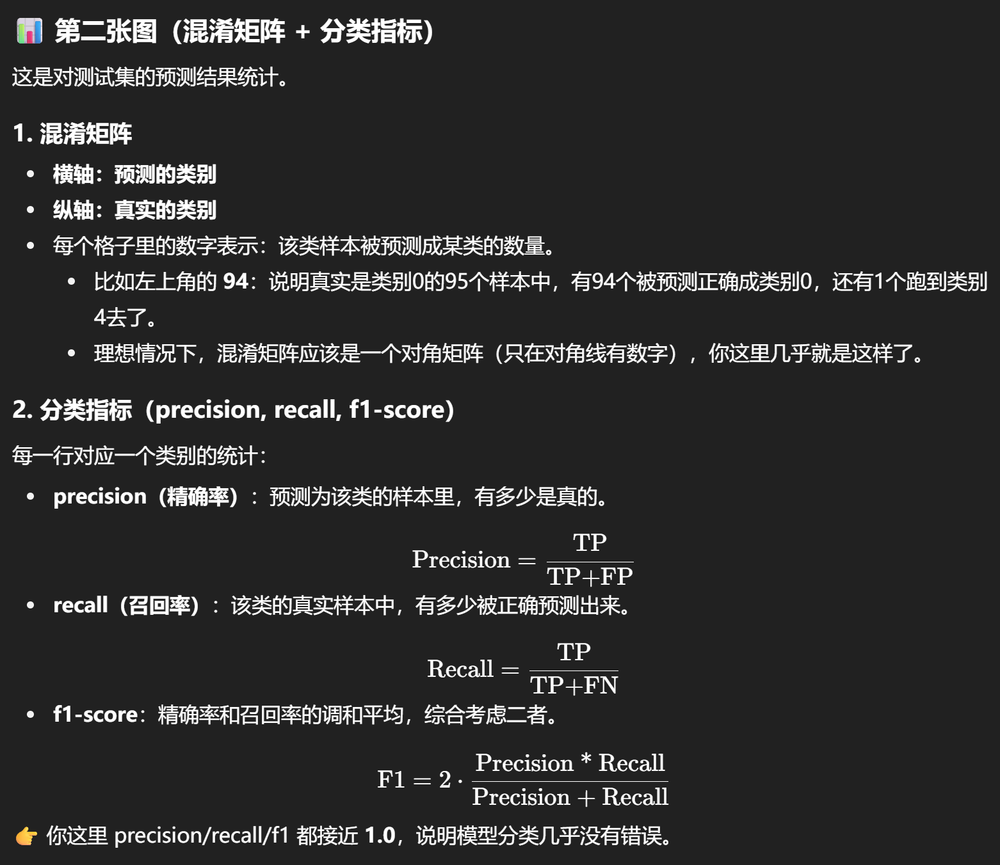 📊 第二张图（混淆矩阵 + 分类指标）
这是对测试集的预测结果统计。
1. 混淆矩阵
• 横轴：预测的类别
• 纵轴：真实的类别
• 每个格子里的数字表示：该类样本被预测成某类的数量。
• 比如左上角的 94：说明真实是类别0的95个样本中，有94个被预测正确成类别0，还有1个跑到类别
4去了。
• 理想情况下，混淆矩阵应该是一个对角矩阵（只在对角线有数字），你这里几乎就是这样了。
2. 分类指标（precision, recall, f1-score）
每一行对应一个类别的统计：
• precision（精确率）：预测为该类的样本里，有多少是真的。
Precision = TP / TP+FP
• recall（召回率）：该类的真实样本中，有多少被正确预测出来。
Recall = TP / TP+FN
• f1-score：精确率和召回率的调和平均，综合考虑二者。
F1 = 2 · Precision * Recall / Precision + Recall
👉 你这里 precision/recall/f1 都接近 1.0，说明模型分类几乎没有错误。